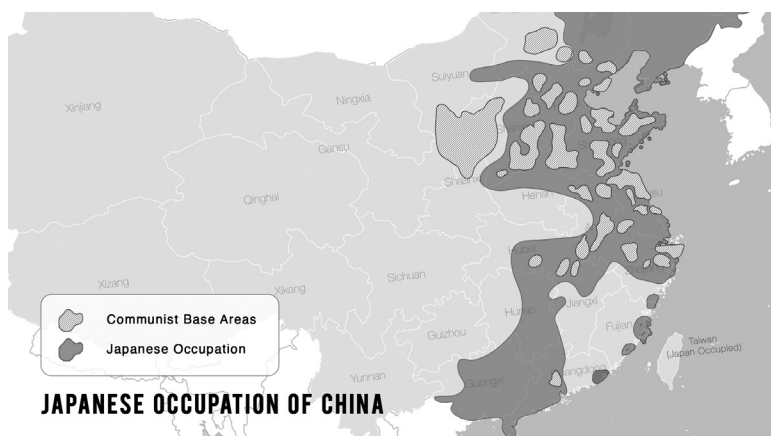 Suiyuan
Xinjiang
Ningxia
Gansu
Shaanxi
Qinghai
Henan
Hubei
Xizang
Xikang
Sichuan
Zhejiang
Jiangxi
Hunan
Guizhou
Fujian
Taiwan
(Japan Occupied)
Yunnan
Guangxi
Guangdong
Communist Base Areas
Japanese Occupation
JAPANESE OCCUPATION OF CHINA